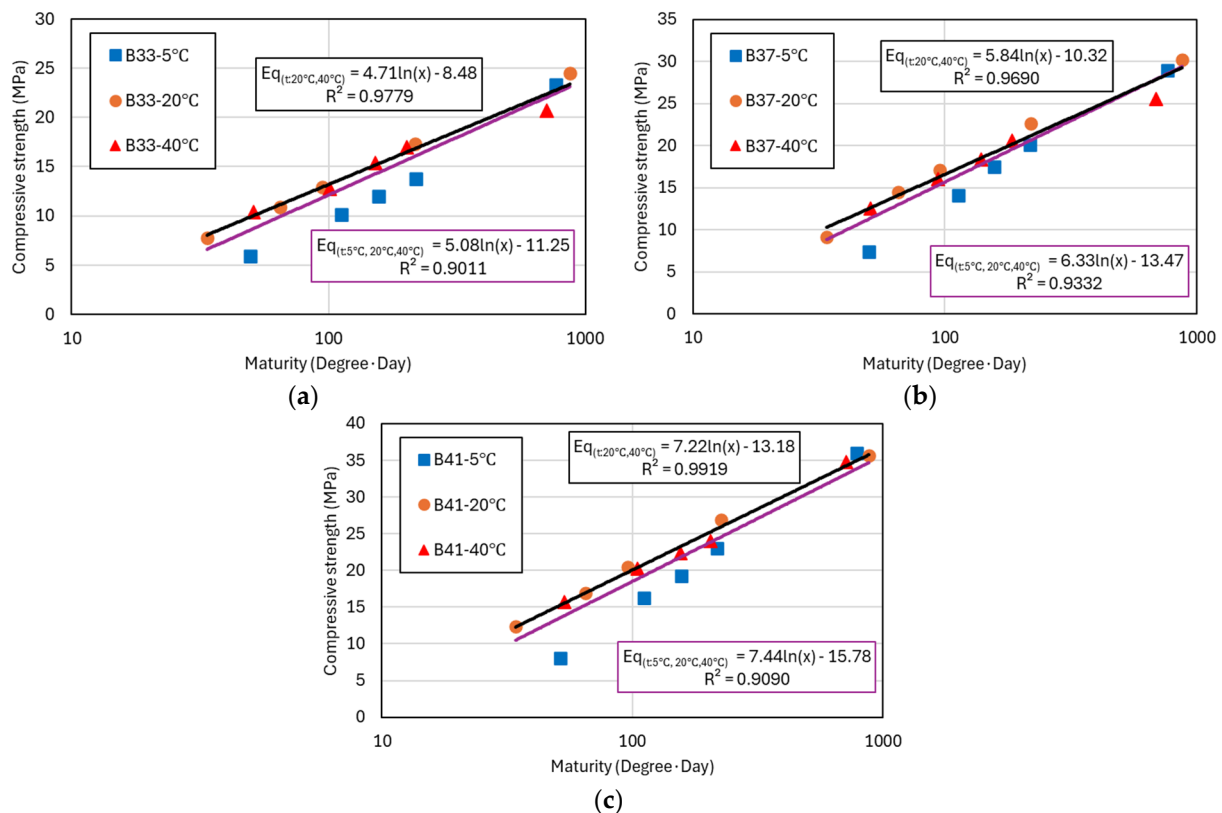 30
25
20
15
10
5
0
Compressive strength (MPa)
B33-5°C
B33-20°C
B33-40°C
Eq(t:20°C,40°C) = 4.71ln(x) - 8.48
R² = 0.9779
Eq(t:5°C, 20°C,40°C) = 5.08ln(x) - 11.25
R² = 0.9011
10
100
1000
Maturity (Degree·Day)
(a)
35
30
25
20
15
10
5
0
Compressive strength (MPa)
B37-5°C
B37-20°C
B37-40°C
Eq(t:20°C,40°C) = 5.84ln(x) - 10.32
R² = 0.9690
Eq(t:5°C, 20°C,40°C) = 6.33ln(x) - 13.47
R² = 0.9332
10
100
1000
Maturity (Degree·Day)
(b)
40
35
30
25
20
15
10
5
0
Compressive strength (MPa)
B41-5°C
B41-20°C
B41-40°C
Eq(t:20°C,40°C) = 7.22ln(x) - 13.18
R² = 0.9919
Eq(t:5°C, 20°C,40°C) = 7.44ln(x) - 15.78
R² = 0.9090
10
100
1000
Maturity (Degree·Day)
(c)